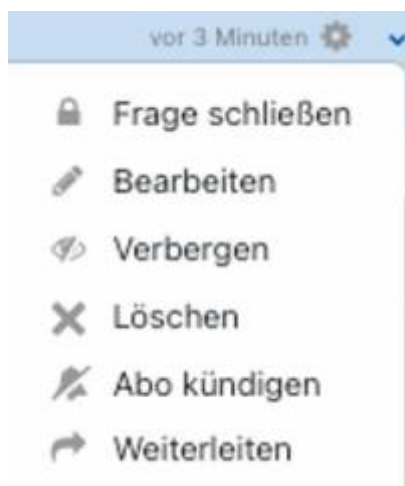 vor 3 Minuten
Frage schließen
Bearbeiten
Verbergen
Löschen
Abo kündigen
Weiterleiten